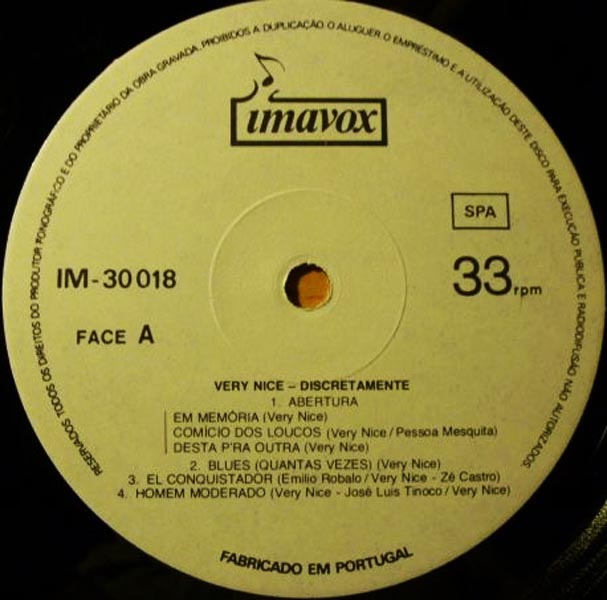 RESERVADOS TODOS OS DIREITOS DO PRODUTOR FONOGRÁFICO E DO PROPRIETÁRIO DA OBRA GRAVADA. PROIBIDOS A DUPLICAÇÃO O ALUGUER O EMPRÉSTIMO E A UTILIZAÇÃO DESTE DISCO PARA EXECUÇÃO PÚBLICA E RADIODIFUSÃO NÃO AUTORIZADOS
imavox
SPA
IM-30018
33 rpm
FACE A
VERY NICE – DISCRETAMENTE
1. ABERTURA
EM MEMÓRIA (Very Nice)
COMÍCIO DOS LOUCOS (Very Nice / Pessoa Mesquita)
DESTA P'RA OUTRA (Very Nice)
2. BLUES (QUANTAS VEZES) (Very Nice)
3. EL CONQUISTADOR (Emilio Robalo / Very Nice - Zé Castro)
4. HOMEM MODERADO (Very Nice - José Luis Tinoco / Very Nice)
FABRICADO EM PORTUGAL